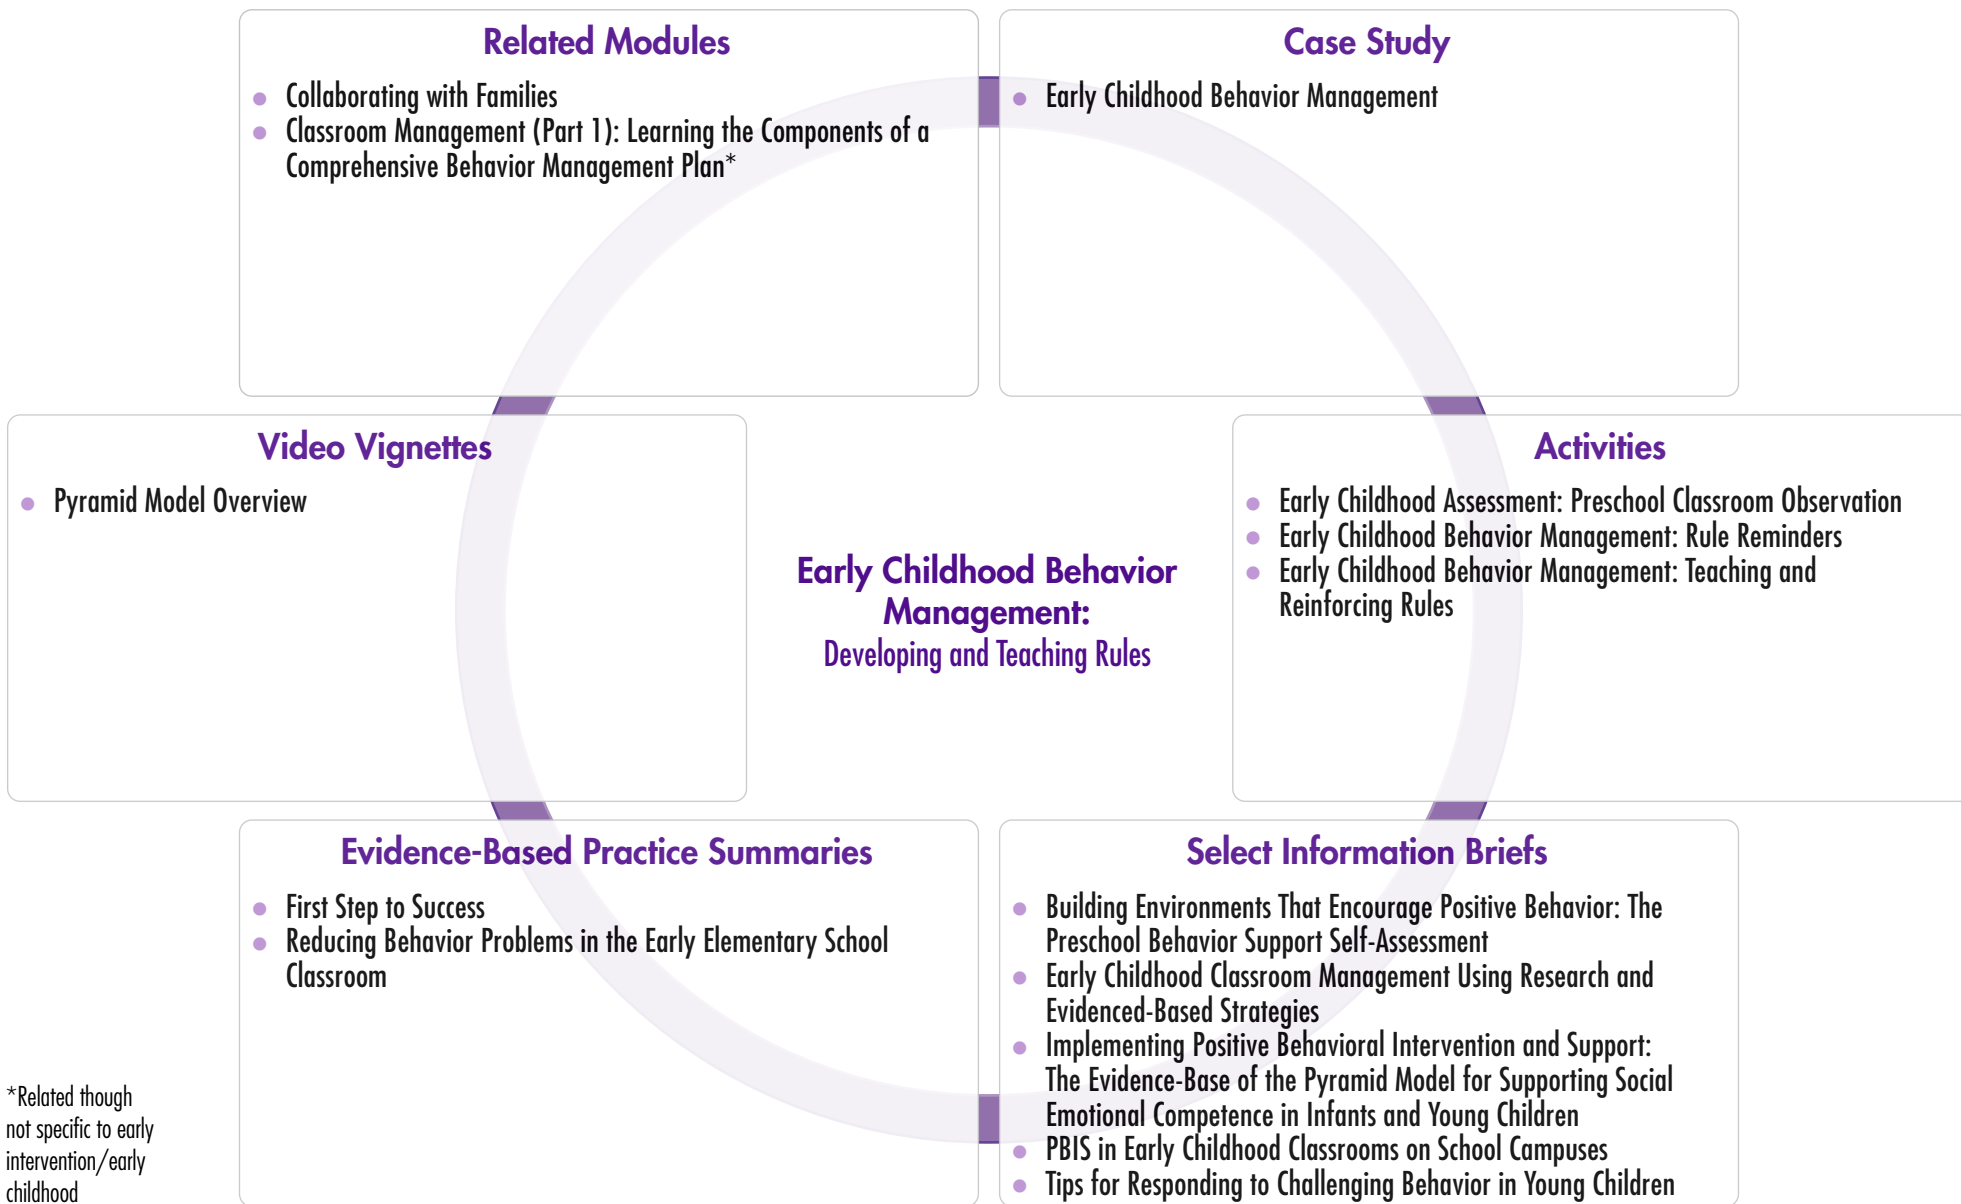 Related Modules
Collaborating with Families
Classroom Management (Part 1): Learning the Components of a
Comprehensive Behavior Management Plan*
Case Study
Early Childhood Behavior Management
Video Vignettes
Pyramid Model Overview
Early Childhood Behavior
Management:
Developing and Teaching Rules
Activities
Early Childhood Assessment: Preschool Classroom Observation
Early Childhood Behavior Management: Rule Reminders
Early Childhood Behavior Management: Teaching and
Reinforcing Rules
Evidence-Based Practice Summaries
First Step to Success
Reducing Behavior Problems in the Early Elementary School
Classroom
Select Information Briefs
Building Environments That Encourage Positive Behavior: The
Preschool Behavior Support Self-Assessment
Early Childhood Classroom Management Using Research and
Evidenced-Based Strategies
Implementing Positive Behavioral Intervention and Support:
The Evidence-Base of the Pyramid Model for Supporting Social
Emotional Competence in Infants and Young Children
PBIS in Early Childhood Classrooms on School Campuses
Tips for Responding to Challenging Behavior in Young Children
*Related though
not specific to early
intervention/early
childhood